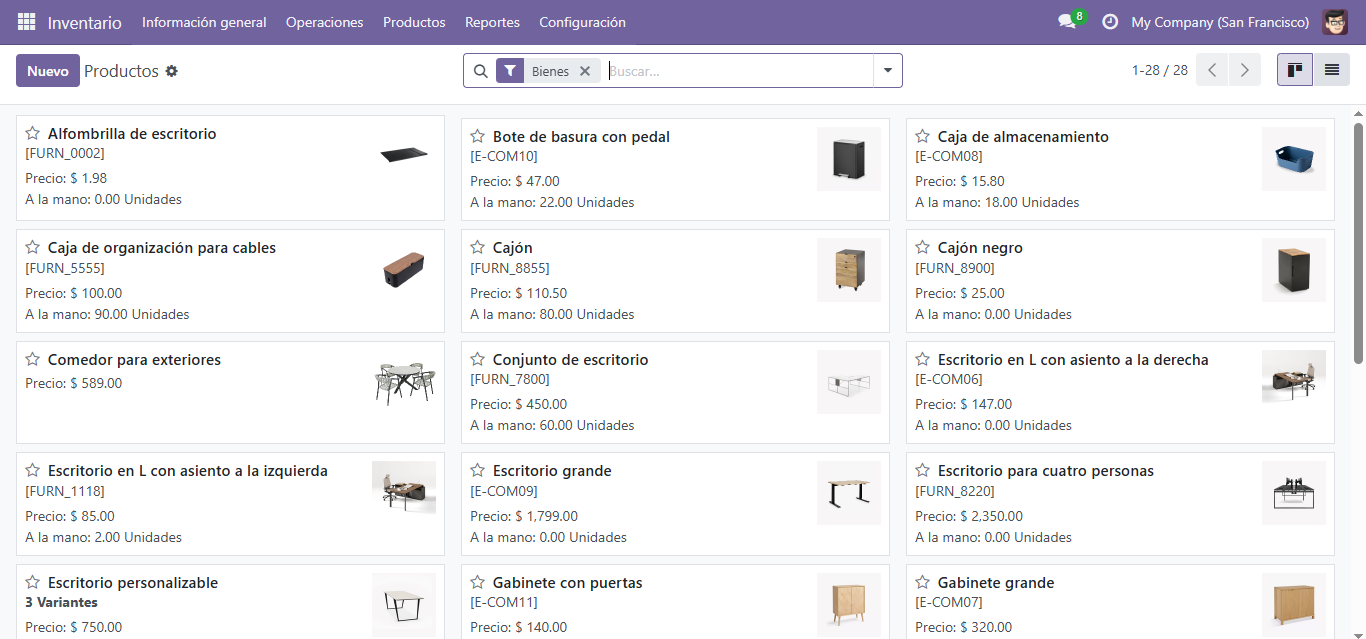 Inventario Información general Operaciones Productos Reportes Configuración 8 My Company (San Francisco)
Nuevo Productos Bienes Buscar... 1-28 / 28
Alfombrilla de escritorio
[FURN_0002]
Precio: $ 1.98
A la mano: 0.00 Unidades
Bote de basura con pedal
[E-COM10]
Precio: $ 47.00
A la mano: 22.00 Unidades
Caja de almacenamiento
[E-COM08]
Precio: $ 15.80
A la mano: 18.00 Unidades
Caja de organización para cables
[FURN_5555]
Precio: $ 100.00
A la mano: 90.00 Unidades
Cajón
[FURN_8855]
Precio: $ 110.50
A la mano: 80.00 Unidades
Cajón negro
[FURN_8900]
Precio: $ 25.00
A la mano: 0.00 Unidades
Comedor para exteriores
Precio: $ 589.00
Conjunto de escritorio
[FURN_7800]
Precio: $ 450.00
A la mano: 60.00 Unidades
Escritorio en L con asiento a la derecha
[E-COM06]
Precio: $ 147.00
A la mano: 0.00 Unidades
Escritorio en L con asiento a la izquierda
[FURN_1118]
Precio: $ 85.00
A la mano: 2.00 Unidades
Escritorio grande
[E-COM09]
Precio: $ 1,799.00
A la mano: 0.00 Unidades
Escritorio para cuatro personas
[FURN_8220]
Precio: $ 2,350.00
A la mano: 0.00 Unidades
Escritorio personalizable
3 Variantes
Precio: $ 750.00
Gabinete con puertas
[E-COM11]
Precio: $ 140.00
Gabinete grande
[E-COM07]
Precio: $ 320.00